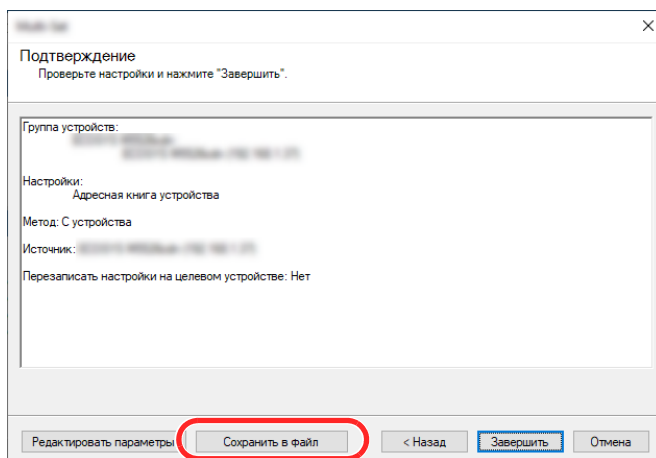 Подтверждение
Проверьте настройки и нажмите "Завершить".
Группа устройств:
Настройки:
Адресная книга устройства
Метод: С устройства
Источник:
Перезаписать настройки на целевом устройстве: Нет
Редактировать параметры
Сохранить в файл
< Назад
Завершить
Отмена